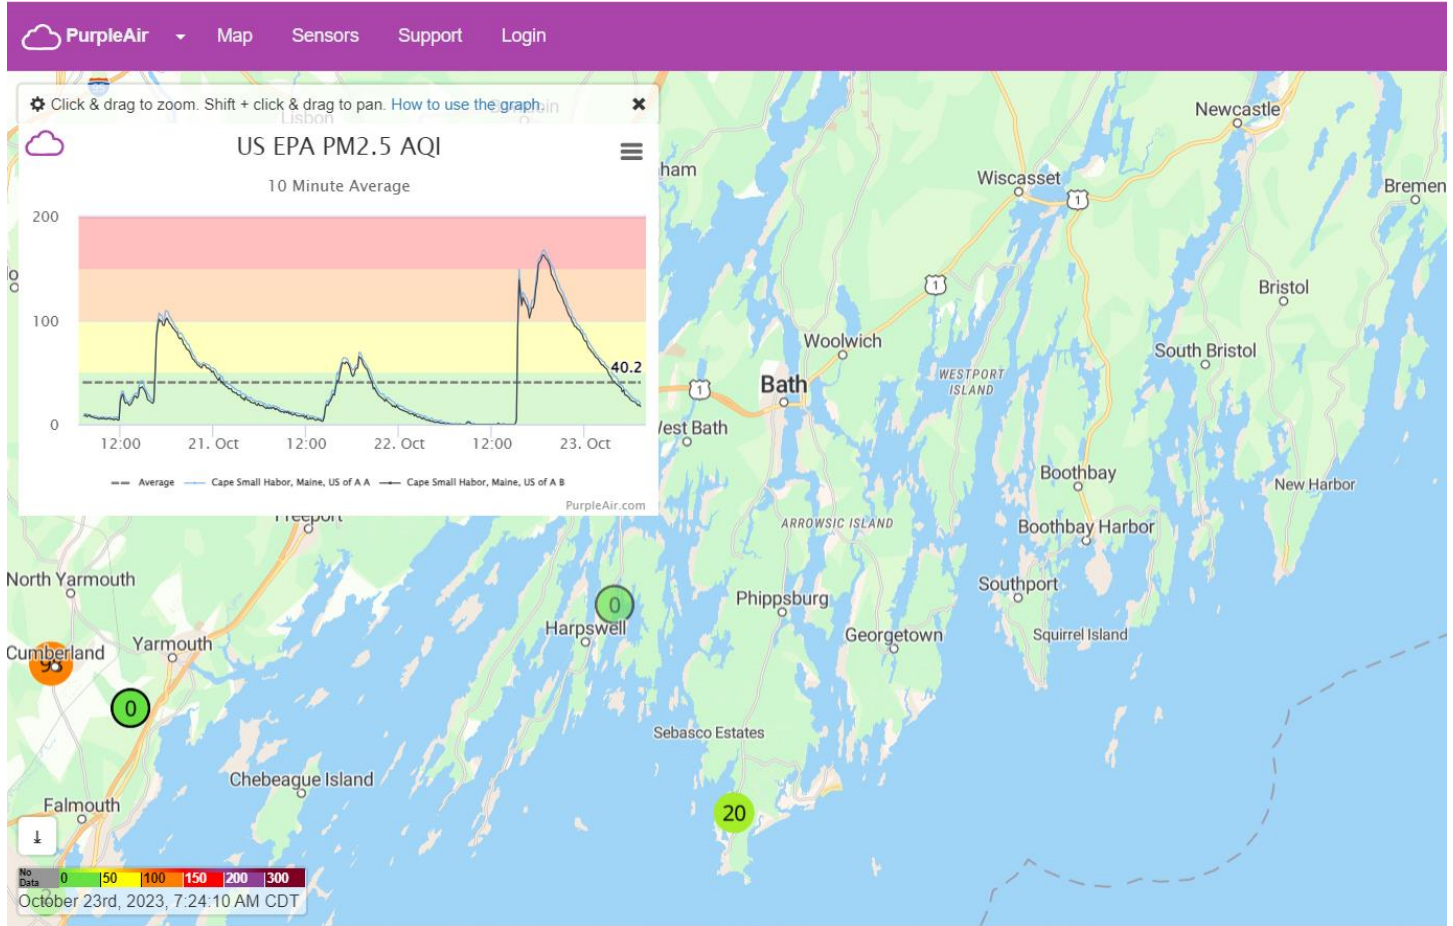 PurpleAir Map Sensors Support Login
Click & drag to zoom. Shift + click & drag to pan. How to use the graph.
Lisbon
US EPA PM2.5 AQI
10 Minute Average
200
100
0
40.2
12:00 21. Oct 12:00 22. Oct 12:00 23. Oct
Average Cape Small Habor, Maine, US of A A Cape Small Habor, Maine, US of A B
PurpleAir.com
Newcastle
Wiscasset
1
Bremen
1
Bristol
Woolwich
South Bristol
WESTPORT
ISLAND
1
Bath
West Bath
Boothbay
New Harbor
Freeport
ARROWSIC ISLAND
Boothbay Harbor
North Yarmouth
Southport
0
Phippsburg
Harpswell
Georgetown
Squirrel Island
Yarmouth
Cumberland
0
Sebasco Estates
Chebeague Island
Falmouth
20
No
Data
0 50 100 150 200 300
October 23rd, 2023, 7:24:10 AM CDT